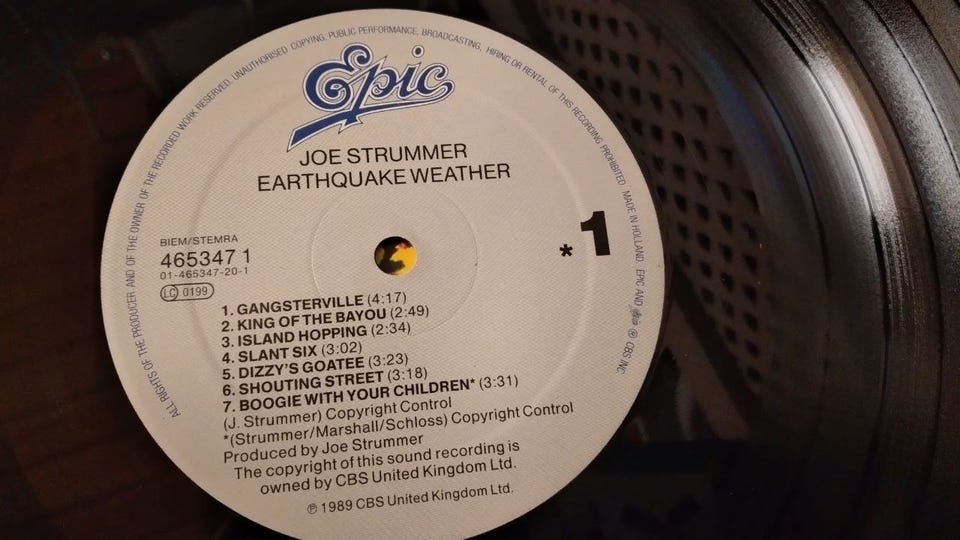 ALL RIGHTS OF THE PRODUCER AND OF THE OWNER OF THE RECORDED WORK RESERVED. UNAUTHORISED COPYING, PUBLIC PERFORMANCE, BROADCASTING, HIRING OR RENTAL OF THIS RECORDING PROHIBITED. MADE IN HOLLAND. EPIC AND Epic ® CBS INC
Epic
JOE STRUMMER
EARTHQUAKE WEATHER
1
*
BIEM/STEMRA
465347 1
01-465347-20-1
LC 0199
1. GANGSTERVILLE (4:17)
2. KING OF THE BAYOU (2:49)
3. ISLAND HOPPING (2:34)
4. SLANT SIX (3:02)
5. DIZZY'S GOATEE (3:23)
6. SHOUTING STREET (3:18)
7. BOOGIE WITH YOUR CHILDREN* (3:31)
(J. Strummer) Copyright Control
*(Strummer/Marshall/Schloss) Copyright Control
Produced by Joe Strummer
The copyright of this sound recording is
owned by CBS United Kingdom Ltd.
℗ 1989 CBS United Kingdom Ltd.